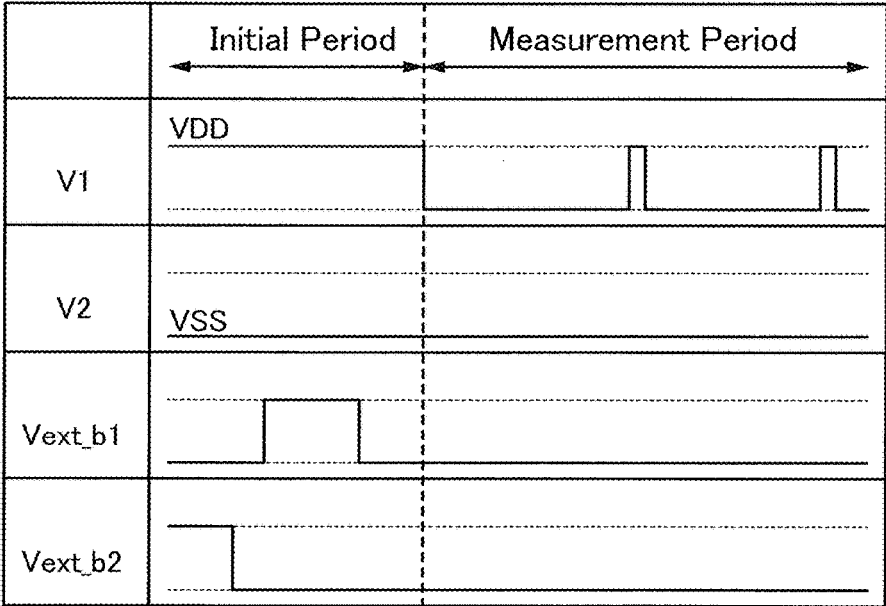 Initial Period
Measurement Period
V1
VDD
V2
VSS
Vext_b1
Vext_b2